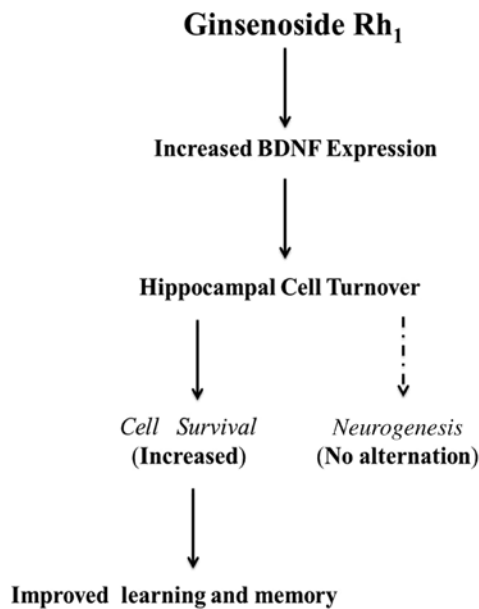 Ginsenoside Rh₁
Increased BDNF Expression
Hippocampal Cell Turnover
Cell Survival
(Increased)
Neurogenesis
(No alternation)
Improved learning and memory